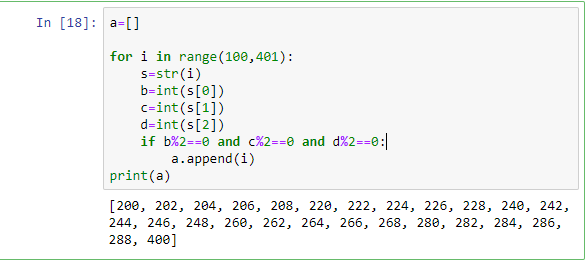 In [18]: a=[]
for i in range(100,401):
    s=str(i)
    b=int(s[0])
    c=int(s[1])
    d=int(s[2])
    if b%2==0 and c%2==0 and d%2==0:
        a.append(i)
print(a)
[200, 202, 204, 206, 208, 220, 222, 224, 226, 228, 240, 242,
244, 246, 248, 260, 262, 264, 266, 268, 280, 282, 284, 286,
288, 400]